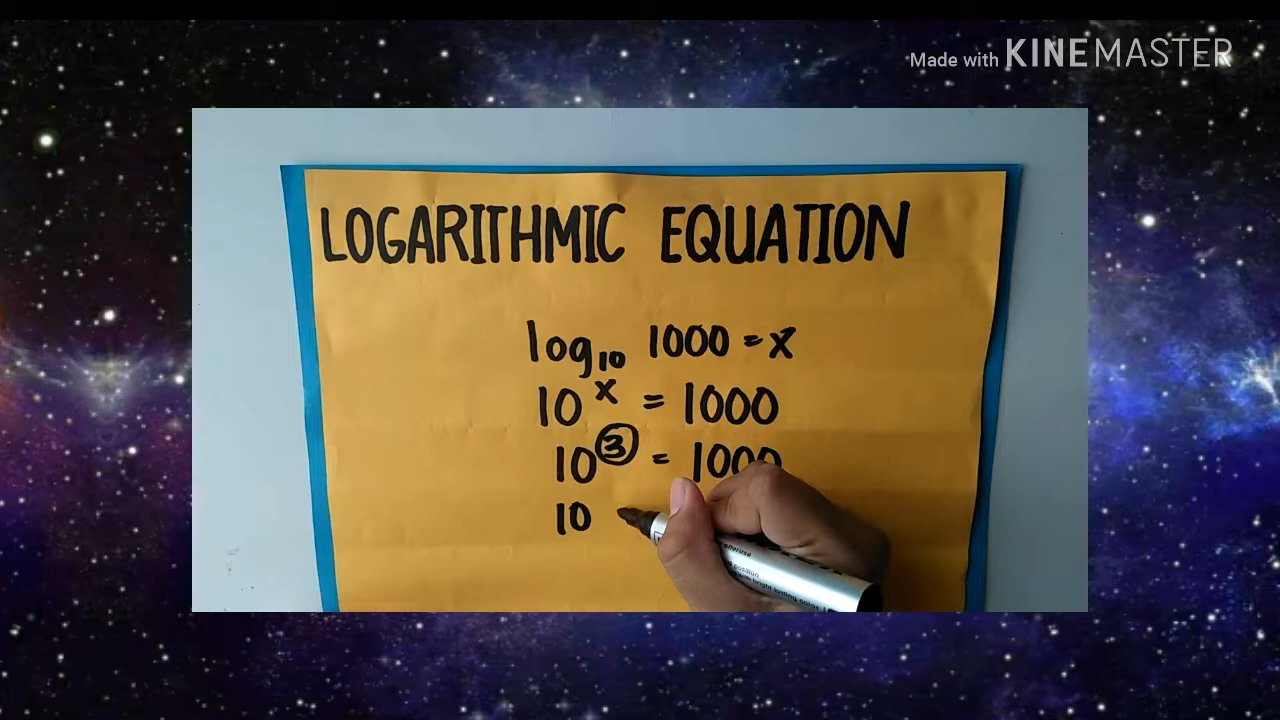 Made with KINEMASTER
LOGARITHMIC EQUATION
log₁₀ 1000 = x
10ˣ = 1000
10³ = 1000
10